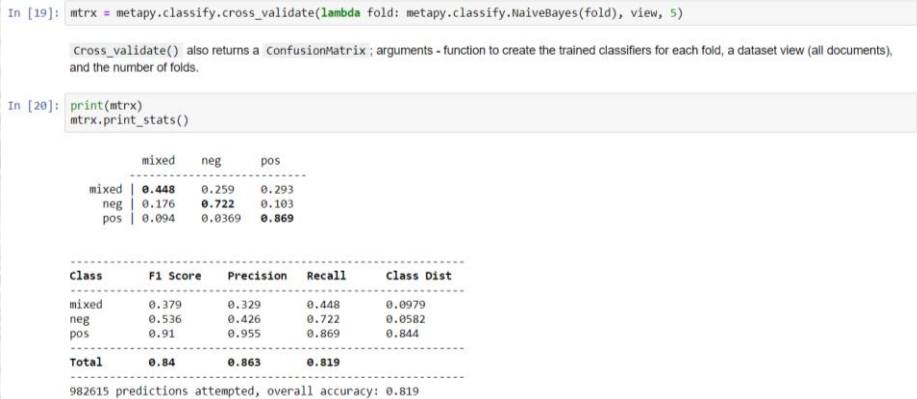 In [19]: mtrx = metapy.classify.cross_validate(lambda fold: metapy.classify.NaiveBayes(fold), view, 5)
Cross_validate() also returns a ConfusionMatrix ; arguments - function to create the trained classifiers for each fold, a dataset view (all documents),
and the number of folds.
In [20]: print(mtrx)
mtrx.print_stats()
mixed neg pos
------------------------------
mixed | 0.448 0.259 0.293
neg | 0.176 0.722 0.103
pos | 0.094 0.0369 0.869
------------------------------------------------------------
Class F1 Score Precision Recall Class Dist
------------------------------------------------------------
mixed 0.379 0.329 0.448 0.0979
neg 0.536 0.426 0.722 0.0582
pos 0.91 0.955 0.869 0.844
------------------------------------------------------------
Total 0.84 0.863 0.819
------------------------------------------------------------
982615 predictions attempted, overall accuracy: 0.819